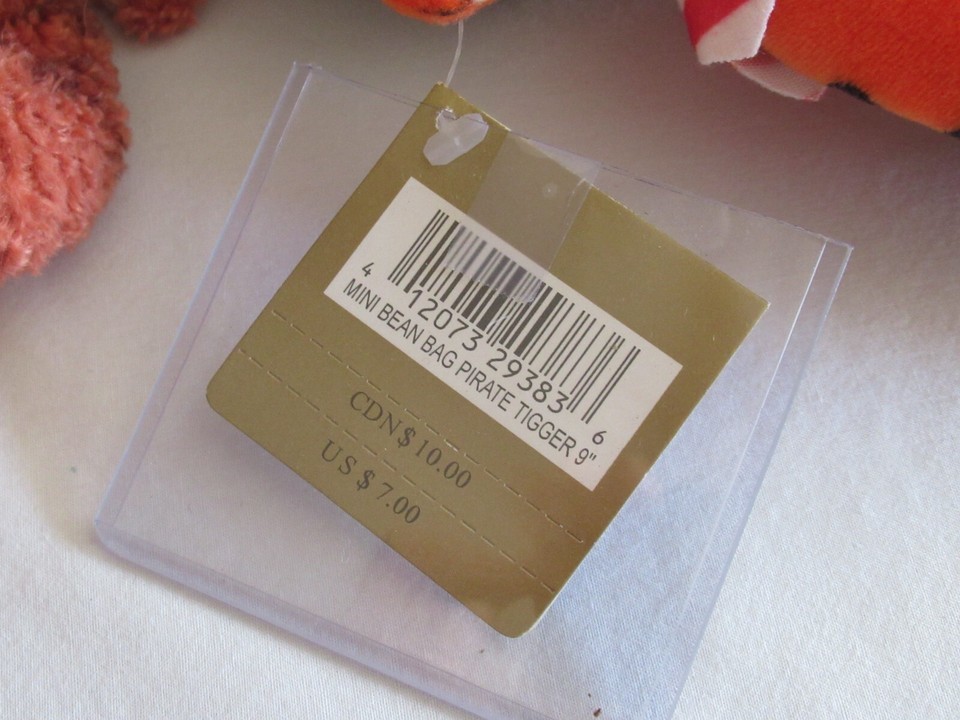 4 12073 29383 6
MINI BEAN BAG PIRATE TIGGER 9"
CDN $ 10.00
US $ 7.00